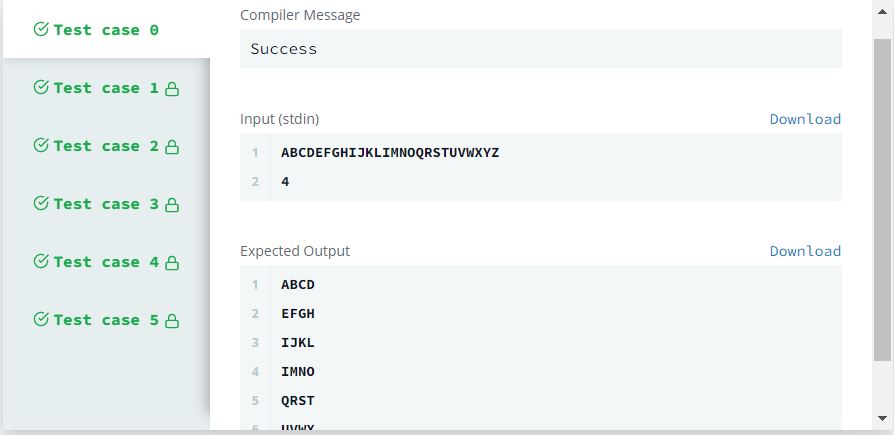 Test case 0
Test case 1
Test case 2
Test case 3
Test case 4
Test case 5
Compiler Message
Success
Input (stdin)
Download
1 ABCDEFGHIJKLIMNOQRSTUVWXYZ
2 4
Expected Output
Download
1 ABCD
2 EFGH
3 IJKL
4 IMNO
5 QRST
6 UVWX